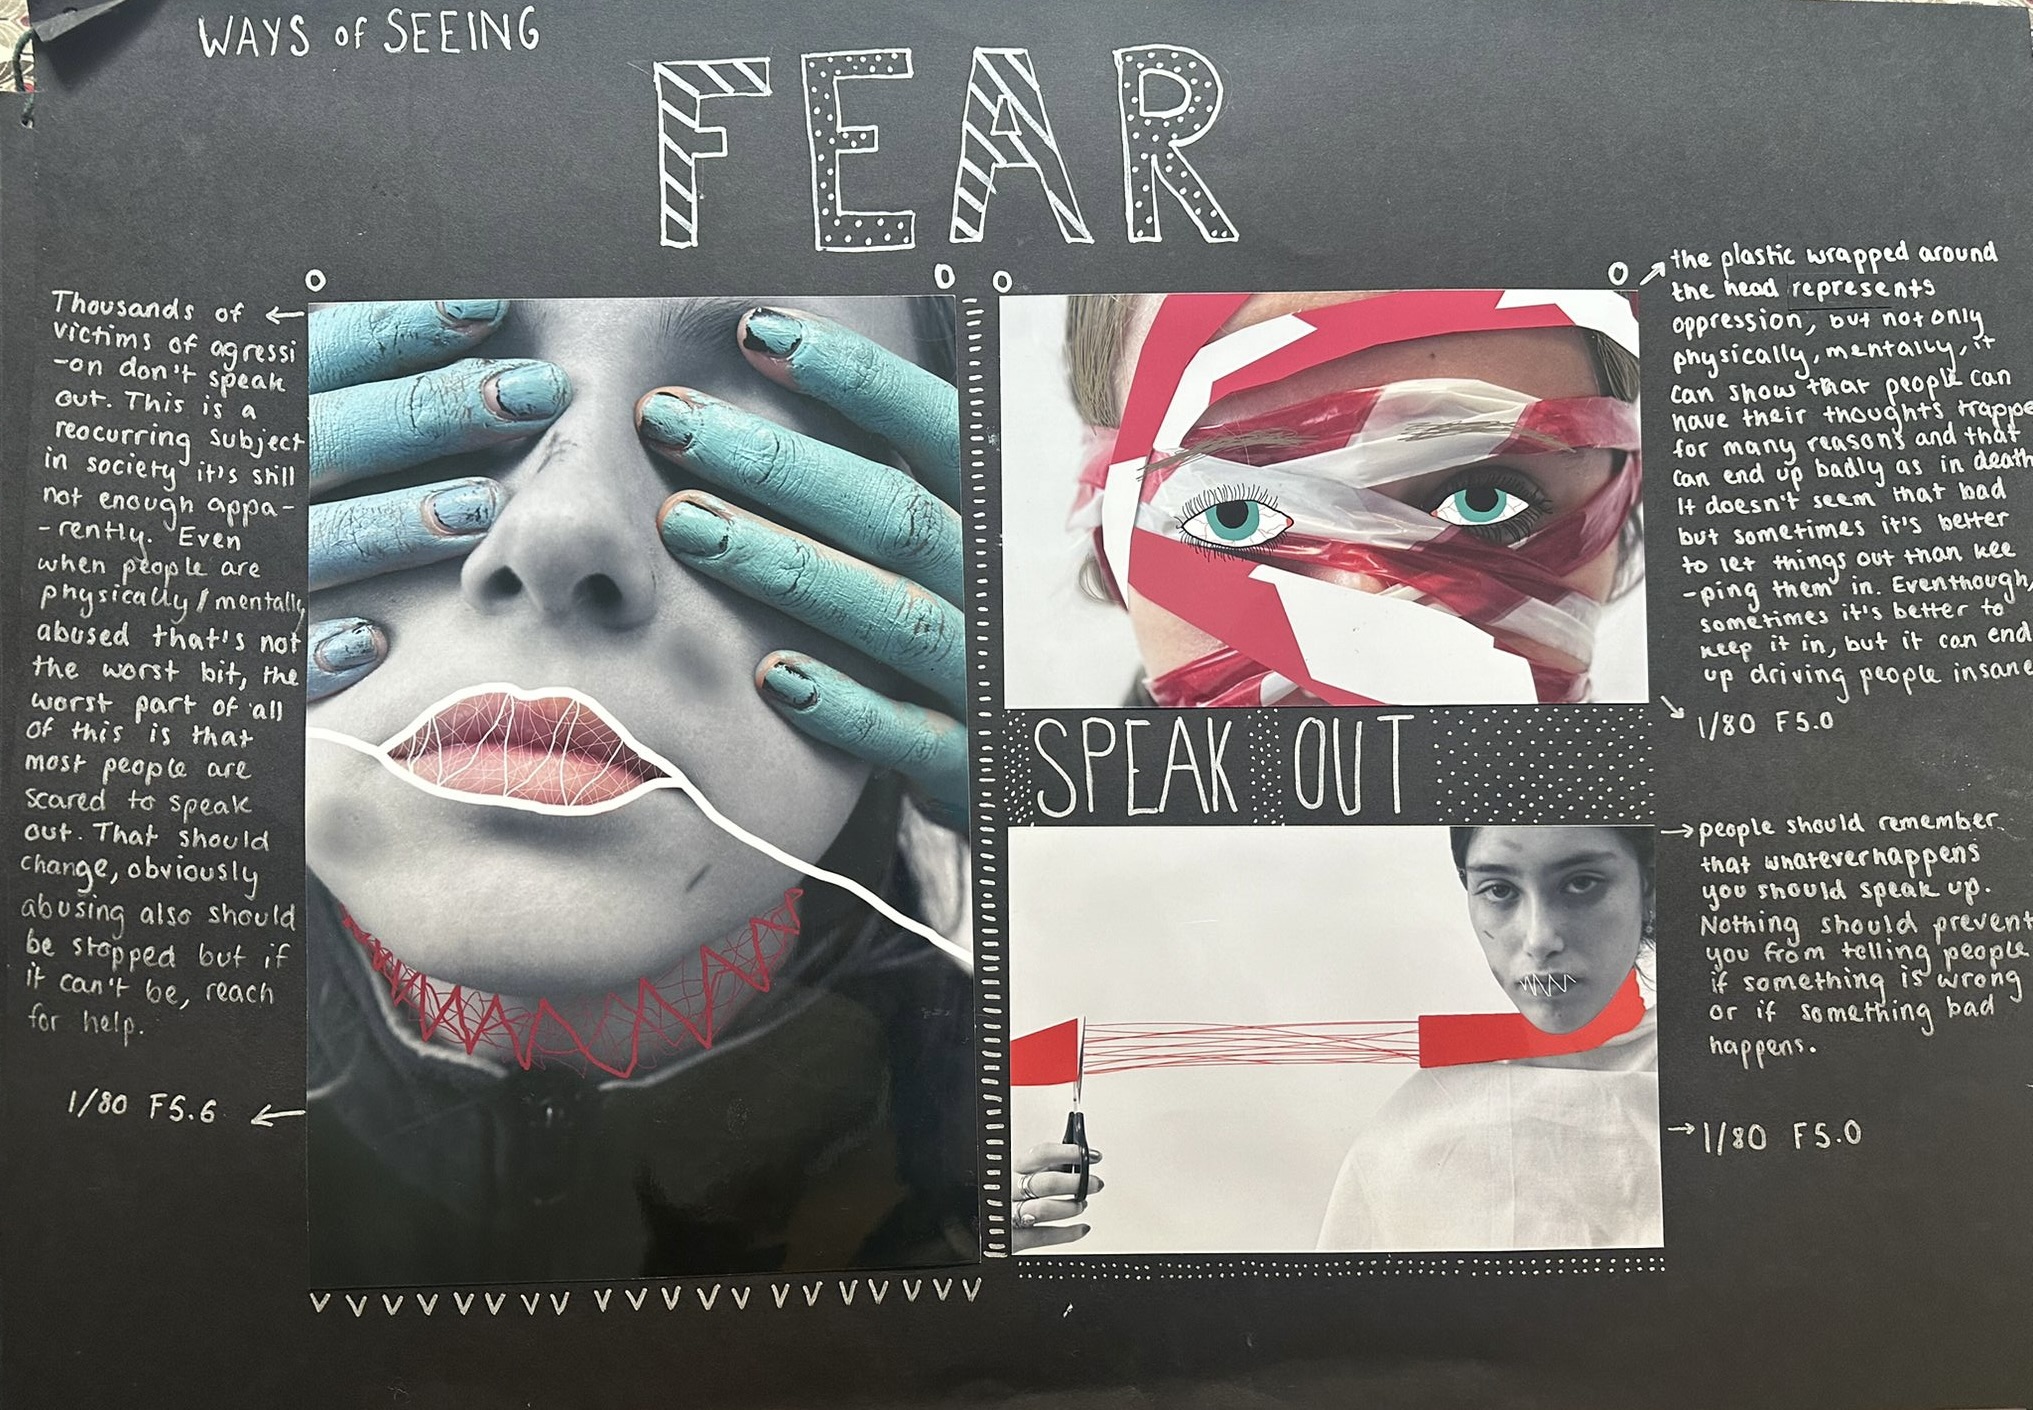 WAYS of SEEING
FEAR
Thousands of
victims of agressi
-on don't speak
out. This is a
reocurring subject
in society it's still
not enough appa-
-rently. Even
when people are
physically/mentally
abused that's not
the worst bit, the
worst part of all
of this is that
most people are
scared to speak
out. That should
change, obviously
abusing also should
be stopped but if
it can't be, reach
for help.
1/80 F5.6
the plastic wrapped around
the head represents
oppression, but not only
physically, mentally, it
can show that people can
have their thoughts trappe
for many reasons and that
can end up badly as in death
It doesn't seem that bad
but sometimes it's better
to let things out than kee
-ping them in. Eventhough,
sometimes it's better to
keep it in, but it can end
up driving people insane
1/80 F5.0
SPEAK OUT
people should remember
that whatever happens
you should speak up.
Nothing should prevent
you from telling people
if something is wrong
or if something bad
happens.
1/80 F5.0